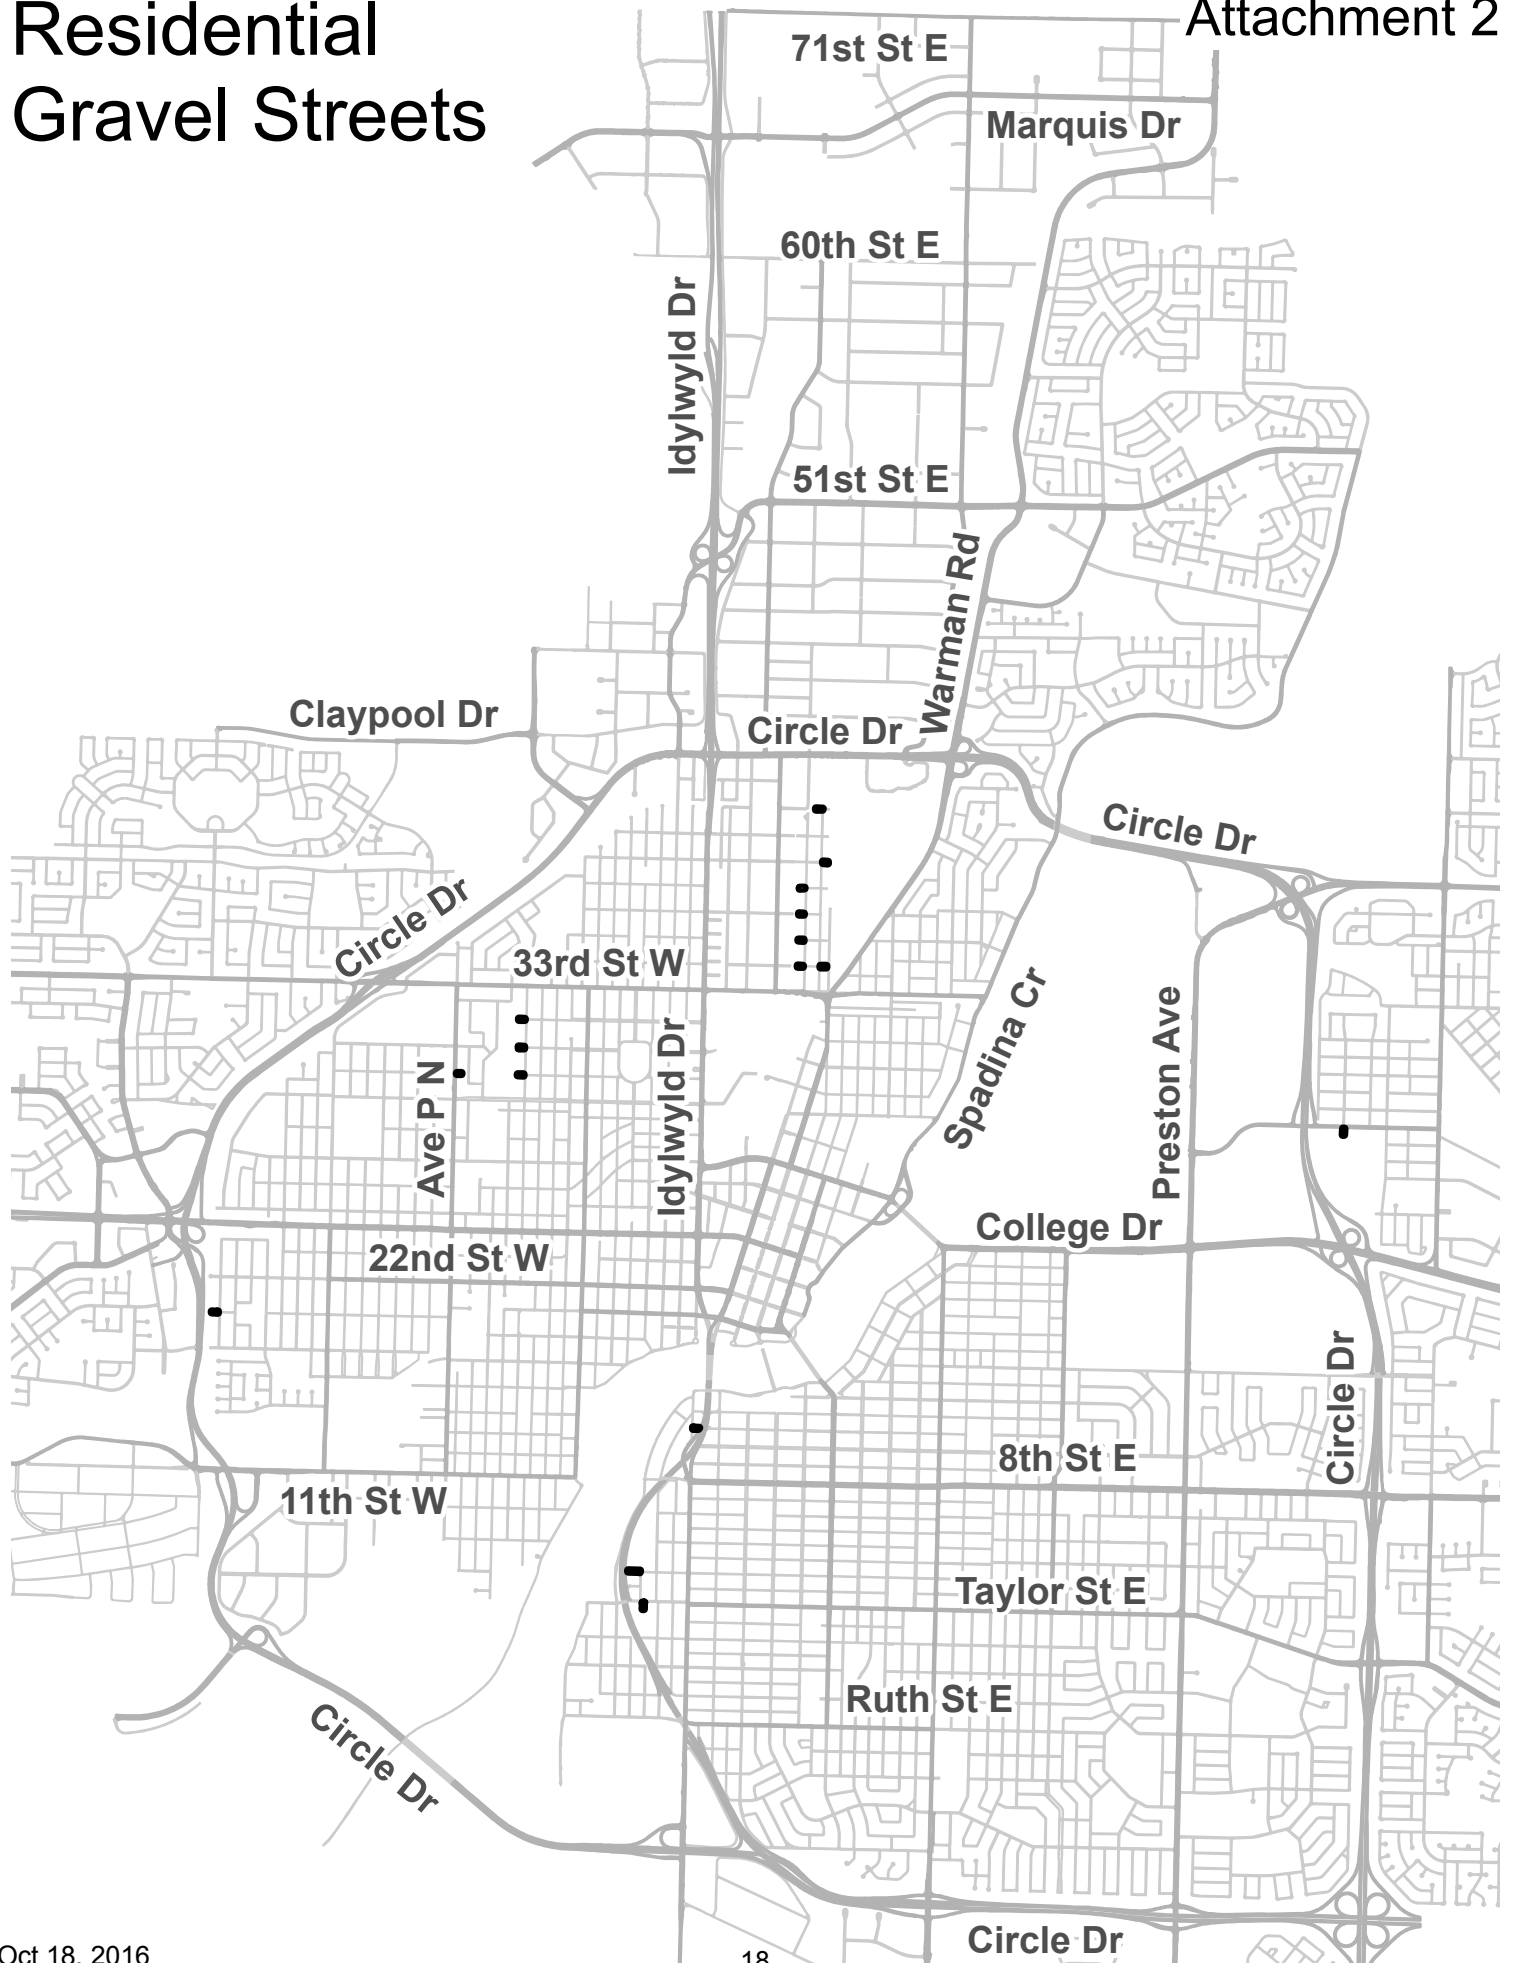 Residential
Gravel Streets
Attachment 2
71st St E
Marquis Dr
60th St E
Idylwyld Dr
51st St E
Warman Rd
Claypool Dr
Circle Dr
Circle Dr
Circle Dr
33rd St W
Spadina Cr
Preston Ave
Idylwyld Dr
Ave P N
College Dr
22nd St W
Circle Dr
8th St E
11th St W
Taylor St E
Ruth St E
Circle Dr
Circle Dr
Oct 18, 2016
18